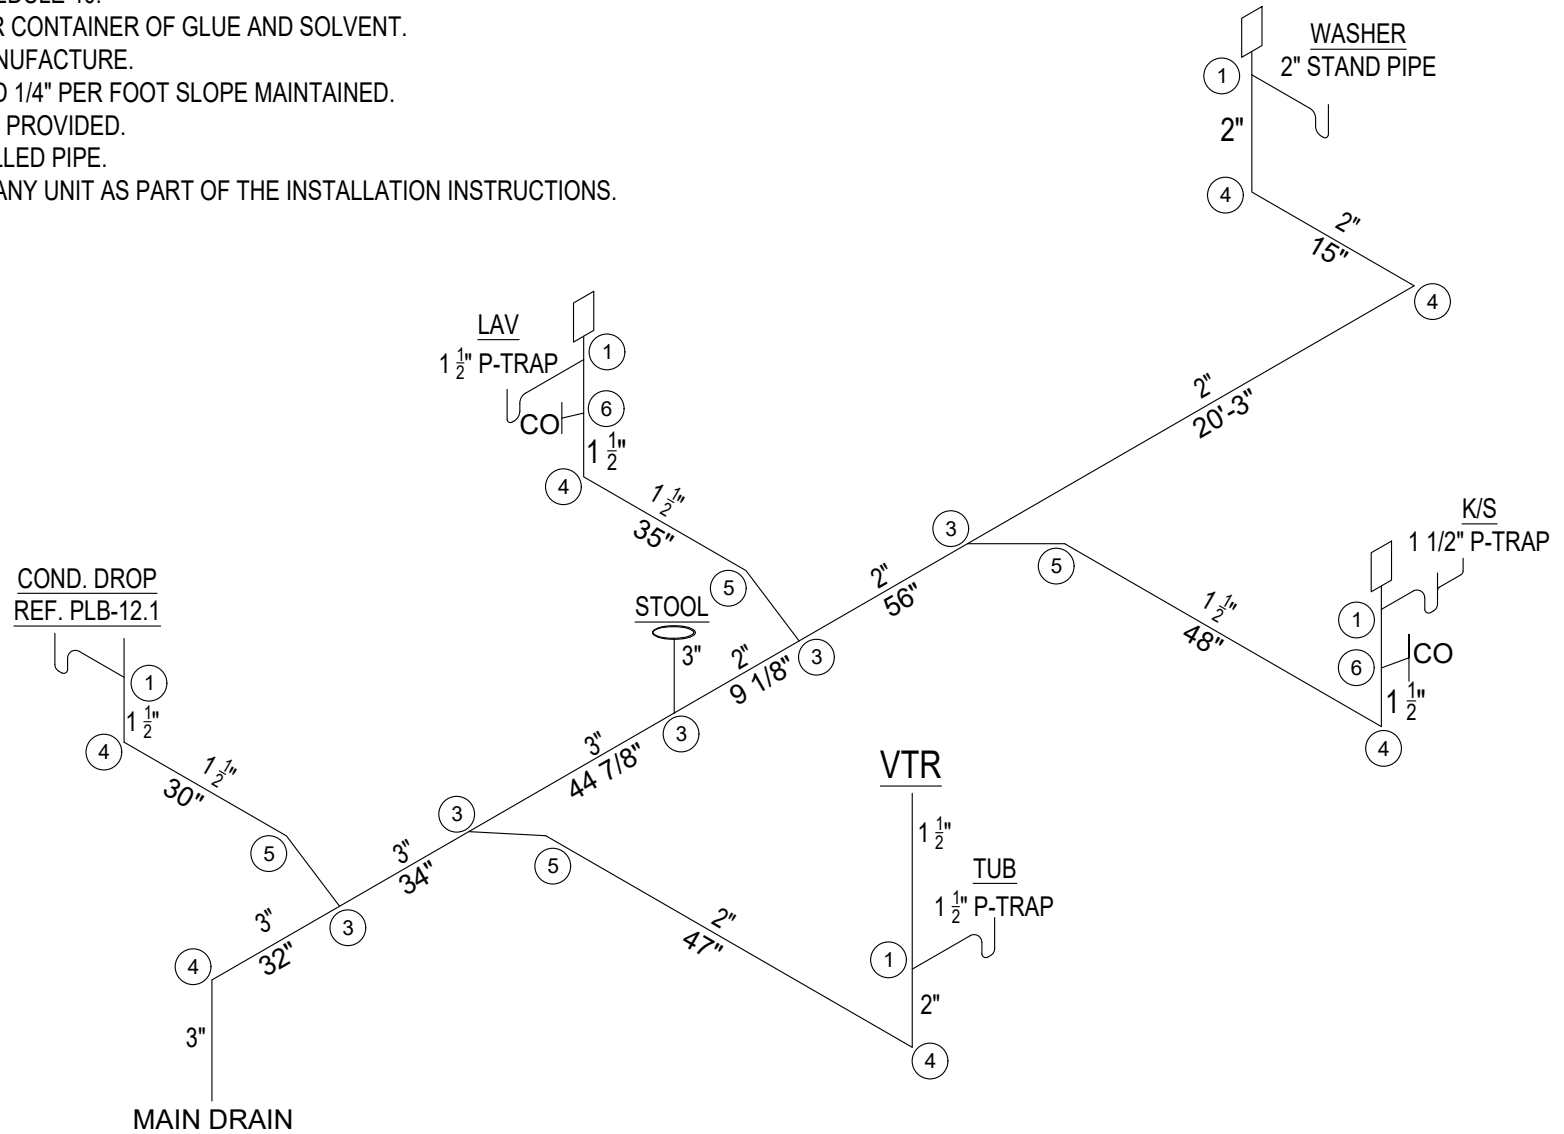 R CONTAINER OF GLUE AND SOLVENT.
NUFACTURE.
1/4" PER FOOT SLOPE MAINTAINED.
PROVIDED.
LLED PIPE.
ANY UNIT AS PART OF THE INSTALLATION INSTRUCTIONS.
WASHER
2" STAND PIPE
1
2"
4
2"
15"
4
LAV
1 1/2" P-TRAP
1
6
CO
1 1/2"
4
1 1/2"
35"
5
2"
20'-3"
3
5
K/S
1 1/2" P-TRAP
1
6
CO
1 1/2"
4
1 1/2"
48"
2"
56"
3
COND. DROP
REF. PLB-12.1
1
1 1/2"
4
1 1/2"
30"
5
STOOL
3"
2"
9 1/8"
3
3"
44 7/8"
3
5
VTR
1 1/2"
TUB
1 1/2" P-TRAP
1
2"
4
2"
47"
3"
34"
3
3"
32"
4
3"
MAIN DRAIN